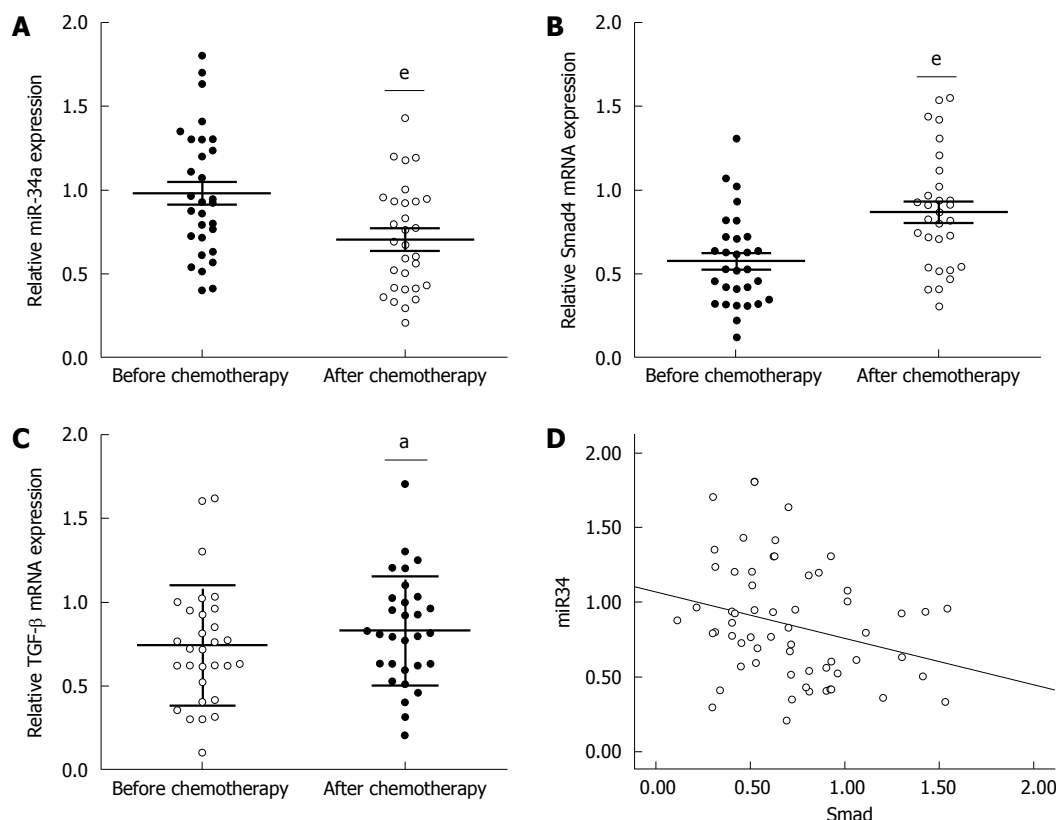 A
Relative miR-34a expression
2.0
1.5
1.0
0.5
0.0
e
Before chemotherapy
After chemotherapy
B
Relative Smad4 mRNA expression
2.0
1.5
1.0
0.5
0.0
e
Before chemotherapy
After chemotherapy
C
Relative TGF-β mRNA expression
2.0
1.5
1.0
0.5
0.0
a
Before chemotherapy
After chemotherapy
D
miR34
2.00
1.50
1.00
0.50
0.00
0.00 0.50 1.00 1.50 2.00
Smad